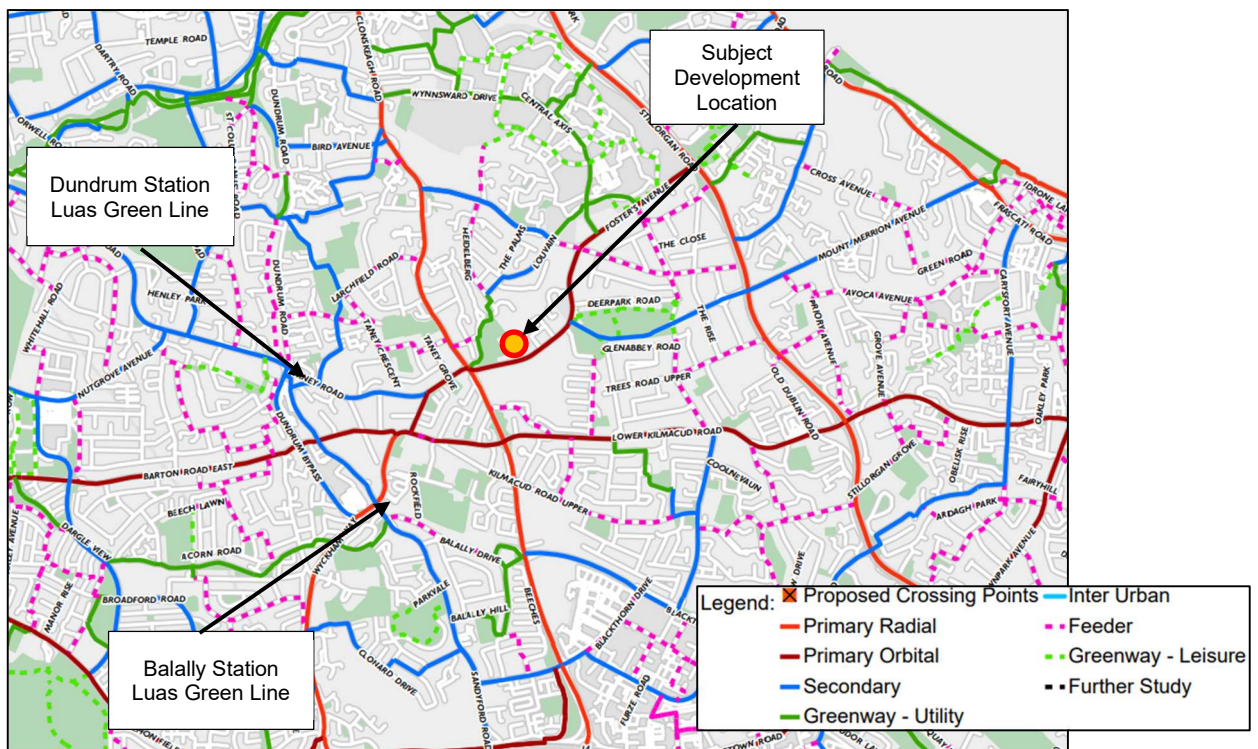 TEMPLE ROAD
DARTRY ROAD
CLONSKEAGH ROAD
Subject
Development
Location
WYNNSWARD DRIVE
CENTRAL AXIS
STILLORGAN ROAD
ROAD
DUNDRUM ROAD
BIRD AVENUE
Dundrum Station
Luas Green Line
FOSTER'S AVENUE
CROSS AVENUE
FRASCATI ROAD
MOUNT MERRION AVENUE
THE PALMS
LOUVAIN
HEIDELBERG
THE CLOSE
GREEN ROAD
CARYSFORT AVENUE
LARCHFIELD ROAD
DUNDRUM ROAD
HENLEY PARK
WHITEHALL ROAD
DEERPARK ROAD
AVOCA AVENUE
THE RISE
PRIORY AVENUE
GROVE AVENUE
TANEY CRESCENT
TANEY GROVE
GLENABBEY ROAD
NUTGROVE AVENUE
TREES ROAD UPPER
OLD DUBLIN ROAD
OAKLEY PARK
DUNDRUM BYPASS
LOWER KILMACUD ROAD
OBELISK RISE
BARTON ROAD EAST
STILLORGAN GROVE
COOLNEVAUN
FAIRYHILL
KILMACUD ROAD UPPER
ROCKFIELD
BEECH LAWN
ARDAGH PARK
DARGLE VIEW
ACORN ROAD
BALALLY DRIVE
MANOR RISE
BROADFORD ROAD
PARKVALE
BALALLY HILL
BEECHES
BLACKTHORN DRIVE
CLONARD DRIVE
SANDYFORD ROAD
FURZE ROAD
Balally Station
Luas Green Line
Legend:
Proposed Crossing Points
Inter Urban
Primary Radial
Feeder
Primary Orbital
Greenway - Leisure
Secondary
Further Study
Greenway - Utility